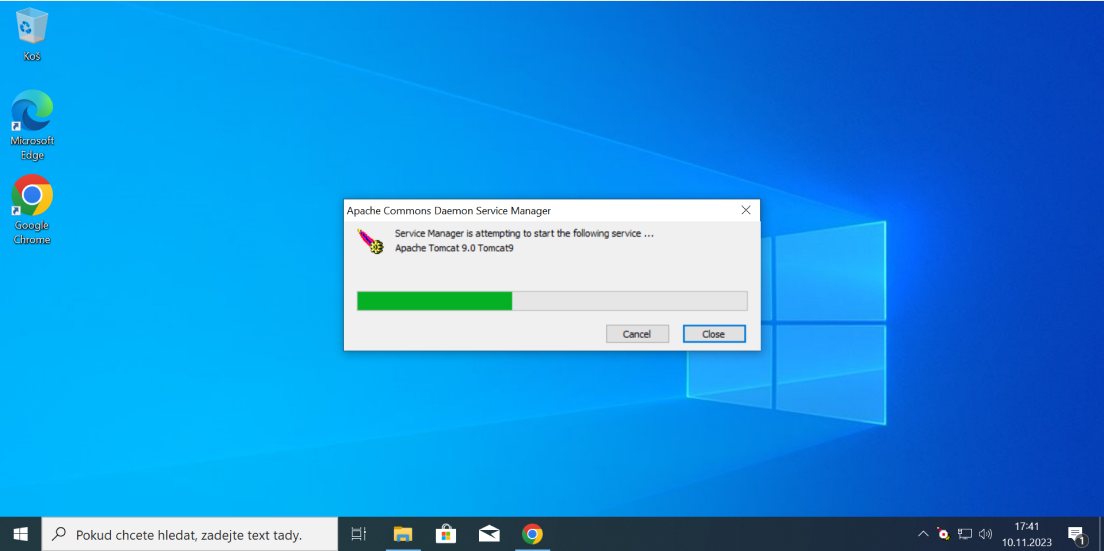 Koš
Microsoft
Edge
Google
Chrome
Apache Commons Daemon Service Manager
Service Manager is attempting to start the following service ...
Apache Tomcat 9.0 Tomcat9
Cancel
Close
Pokud chcete hledat, zadejte text tady.
17:41
10.11.2023
1